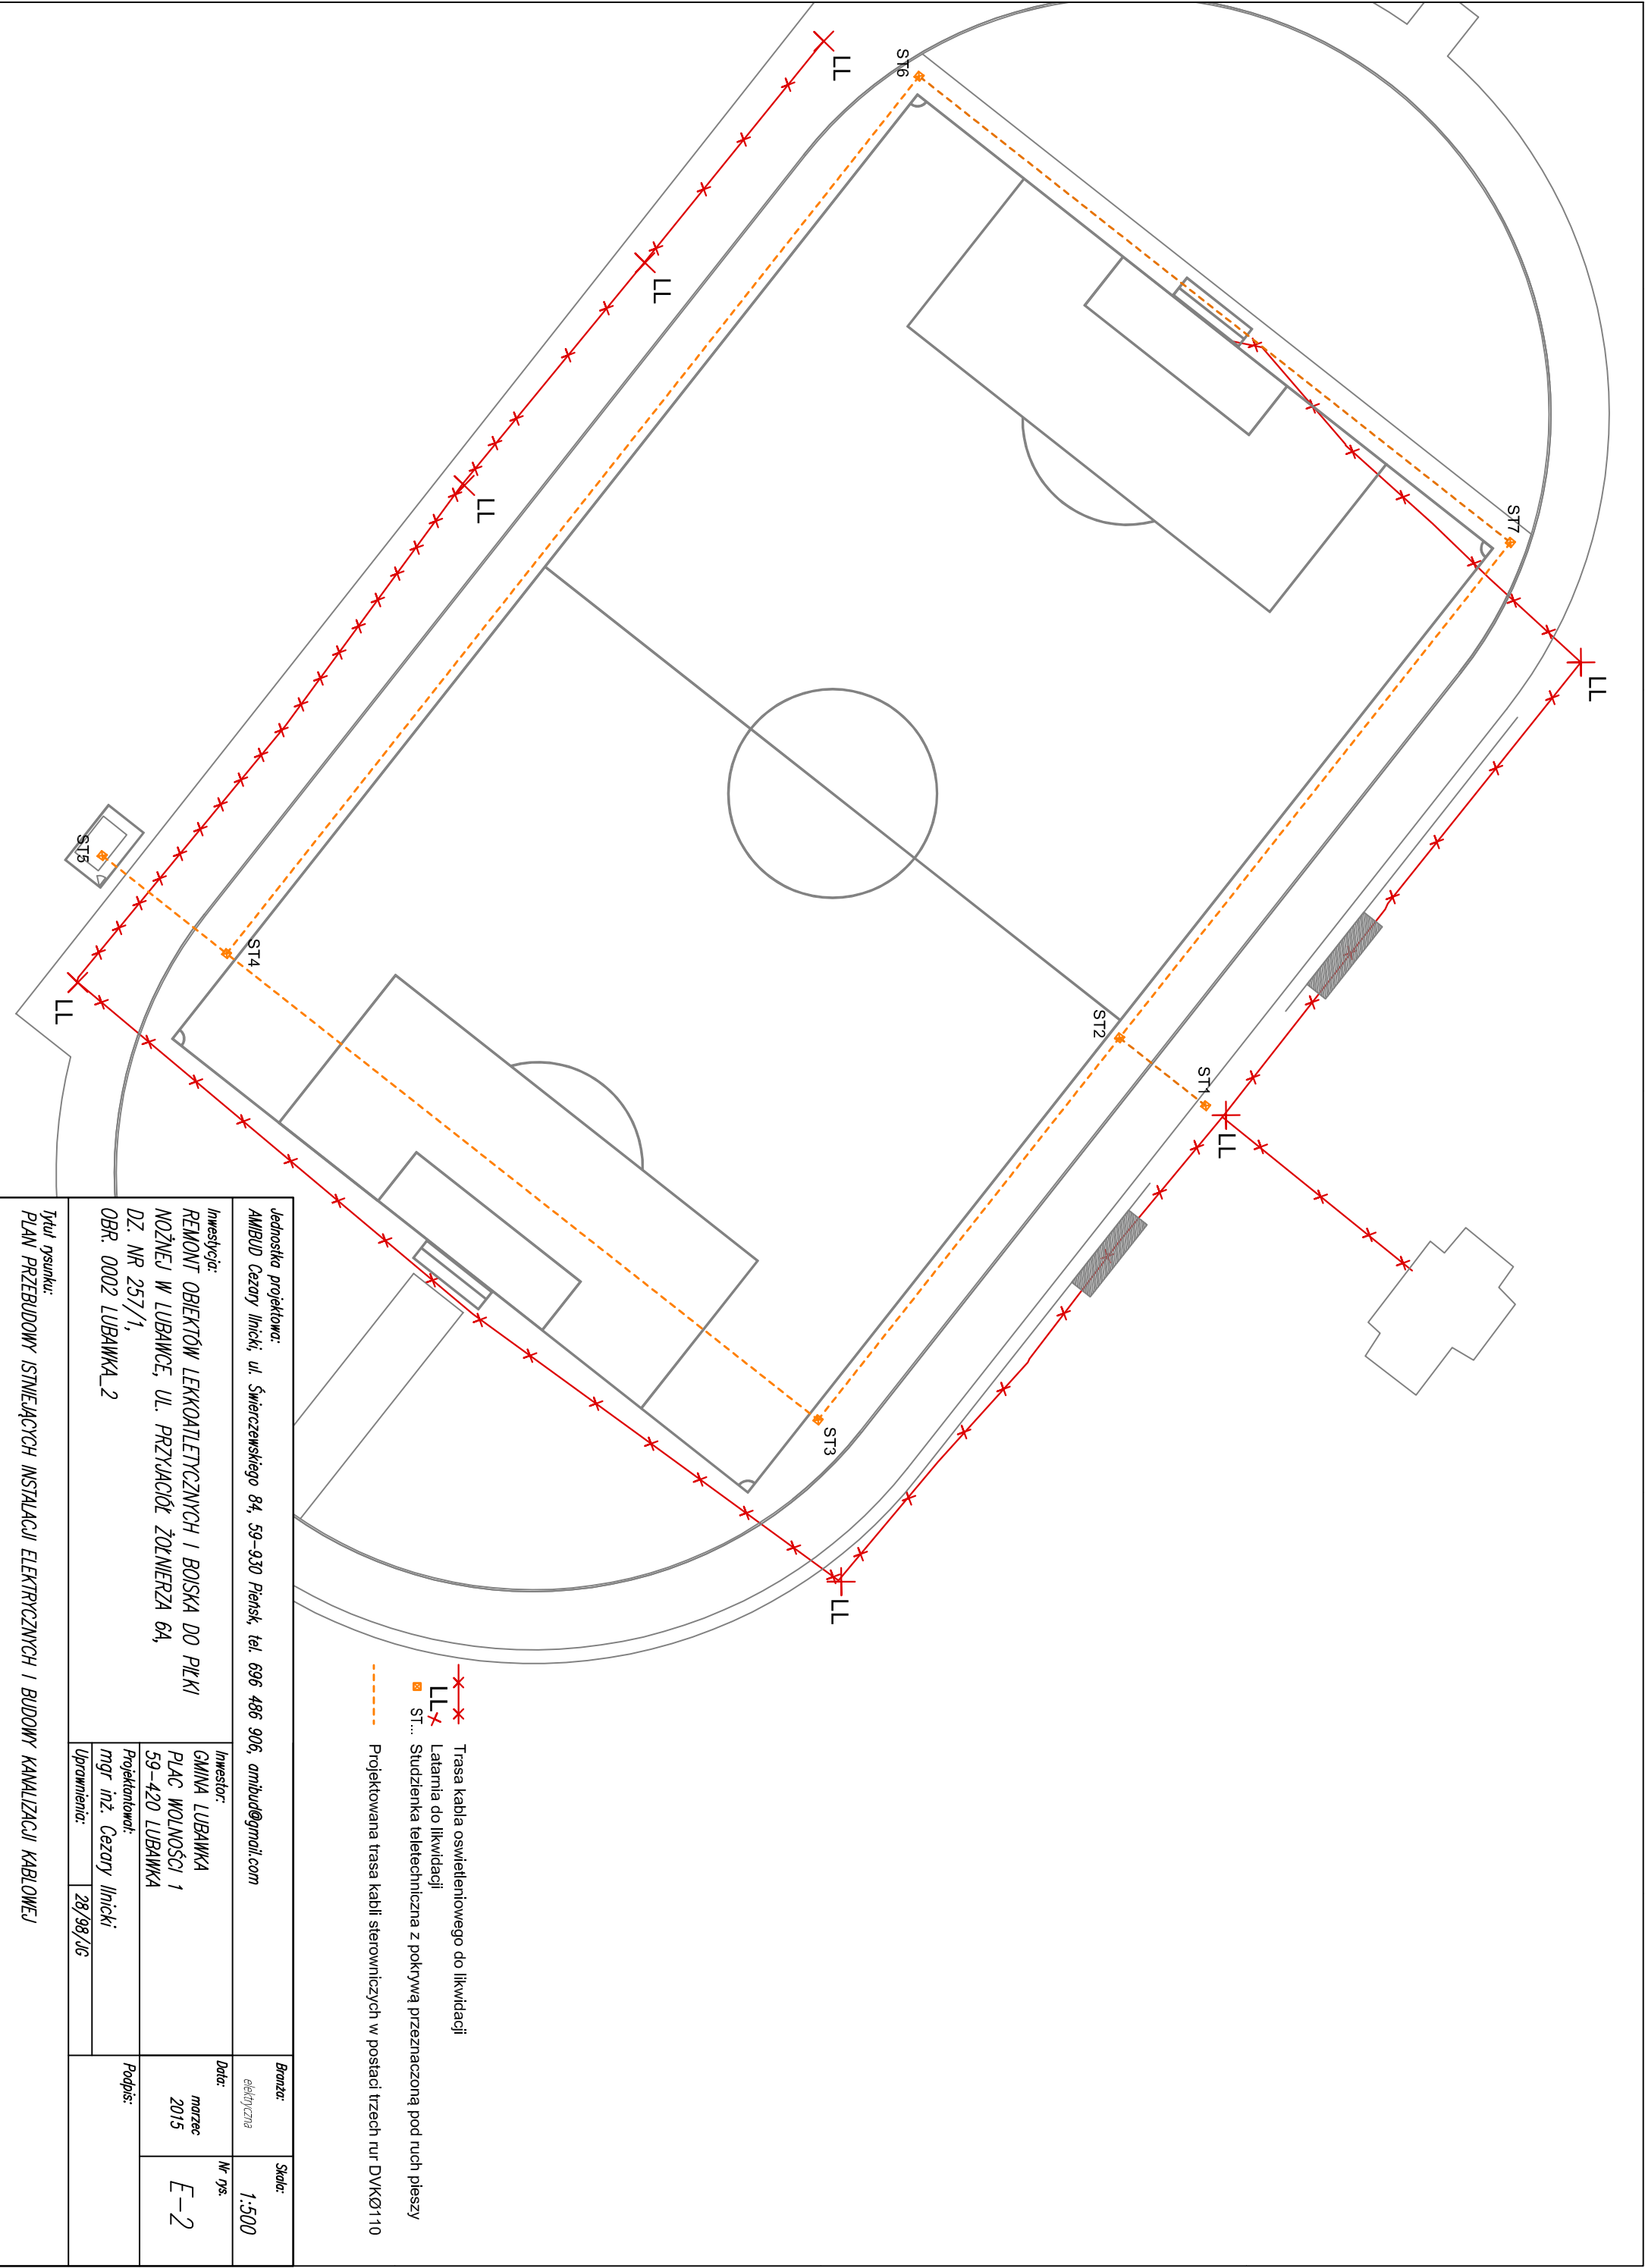 LL
ST6
LL
LL
ST7
LL
ST5
ST4
LL
ST2
ST1
LL
ST3
LL
Trasa kabla oswietleniowego do likwidacji
LL Latarnia do likwidacji
ST... Studzienka teletechniczna z pokrywą przeznaczoną pod ruch pieszy
Projektowana trasa kabli sterowniczych w postaci trzech rur DVKØ110
Jednostka projektowa:
AMIBUD Cezary Ilnicki, ul. Świerczewskiego 84, 59-930 Pieńsk, tel. 696 486 906, amibud@gmail.com
Branża:
elektryczna
Skala:
1:500
Inwestycja:
REMONT OBIEKTÓW LEKKOATLETYCZNYCH I BOISKA DO PIŁKI
NOŻNEJ W LUBAWCE, UL. PRZYJACIÓŁ ŻOŁNIERZA 6A,
DZ. NR 257/1,
OBR. 0002 LUBAWKA_2
Inwestor:
GMINA LUBAWKA
PLAC WOLNOŚCI 1
59-420 LUBAWKA
Data:
marzec
2015
Nr rys.
E-2
Projektantował:
mgr inż. Cezary Ilnicki
Uprawnienia:
28/98/JG
Podpis:
Tytuł rysunku:
PLAN PRZEBUDOWY ISTNIEJĄCYCH INSTALACJI ELEKTRYCZNYCH I BUDOWY KANALIZACJI KABLOWEJ